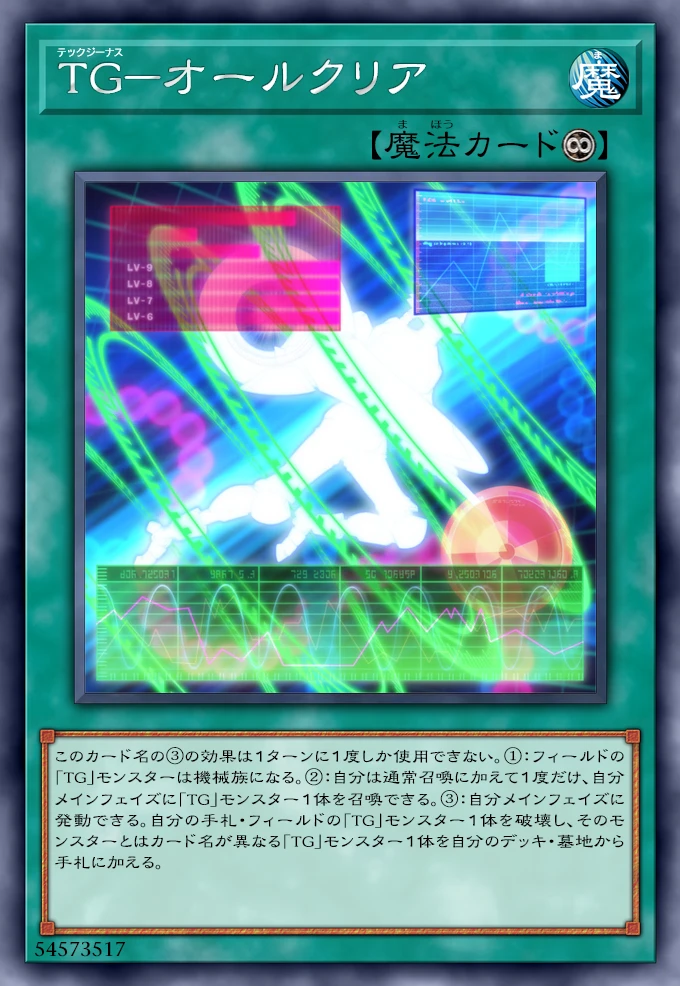 テックジーナス
TG－オールクリア
ま
魔
ま ほう
【魔法カード】
LV-9
LV-8
LV-7
LV-6
このカード名の③の効果は１ターンに１度しか使用できない。①：フィールドの
「TG」モンスターは機械族になる。②：自分は通常召喚に加えて１度だけ、自分
メインフェイズに「TG」モンスター１体を召喚できる。③：自分メインフェイズに
発動できる。自分の手札・フィールドの「TG」モンスター１体を破壊し、そのモ
ンスターとはカード名が異なる「TG」モンスター１体を自分のデッキ・墓地から
手札に加える。
54573517